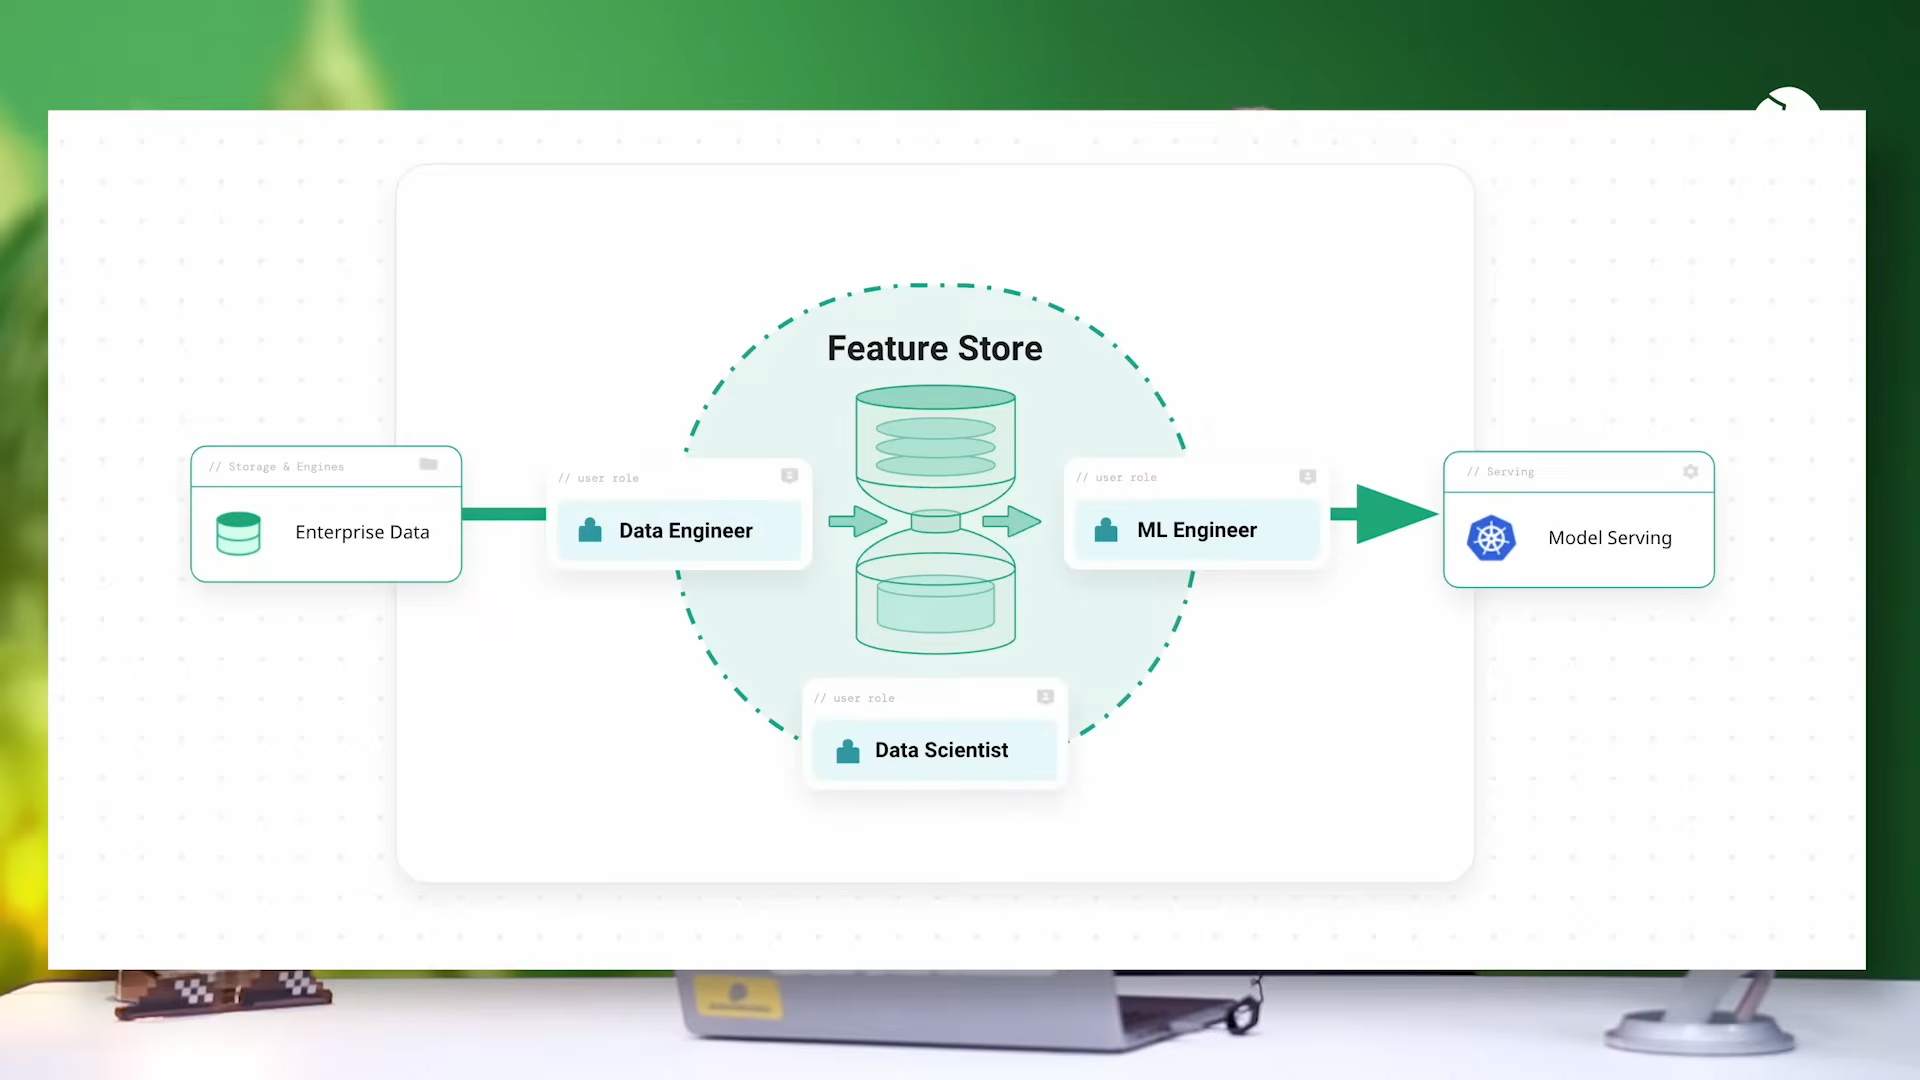 Feature Store
// Storage & Engines
Enterprise Data
// user role
Data Engineer
// user role
ML Engineer
// Serving
Model Serving
// user role
Data Scientist